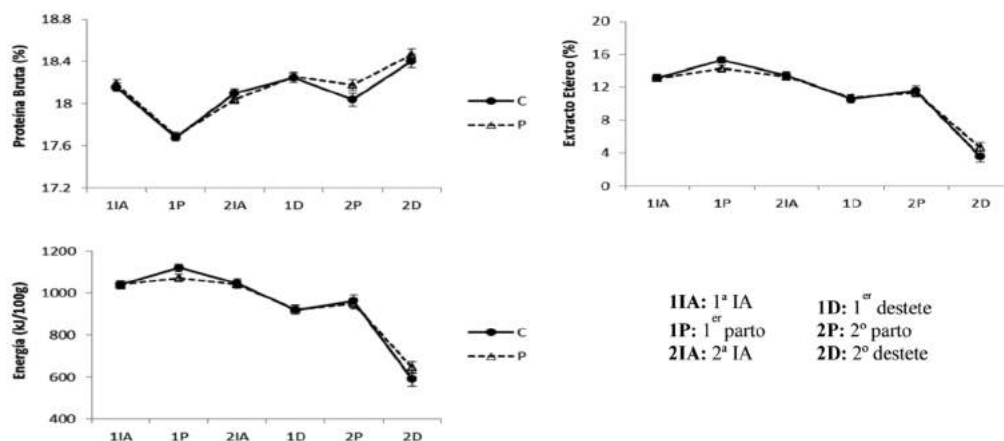 Proteína Bruta (%)
18.8
18.4
18
17.6
17.2
1IA 1P 2IA 1D 2P 2D
C
P
Extracto Etéreo (%)
20
16
12
8
4
0
1IA 1P 2IA 1D 2P 2D
C
P
Energía (kJ/100g)
1200
1000
800
600
400
1IA 1P 2IA 1D 2P 2D
C
P
1IA: 1ª IA
1P: 1er parto
2IA: 2ª IA
1D: 1er destete
2P: 2º parto
2D: 2º destete